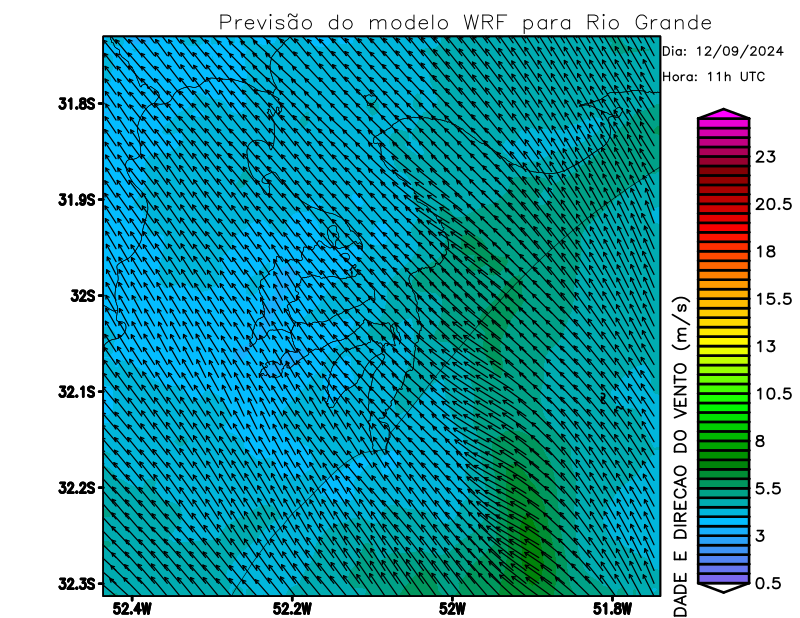 Previsão do modelo WRF para Rio Grande
Dia: 12/09/2024
Hora: 11h UTC
31.8S
31.9S
32S
32.1S
32.2S
32.3S
52.4W
52.2W
52W
51.8W
23
20.5
18
15.5
13
10.5
8
5.5
3
0.5
DADE E DIRECAO DO VENTO (m/s)